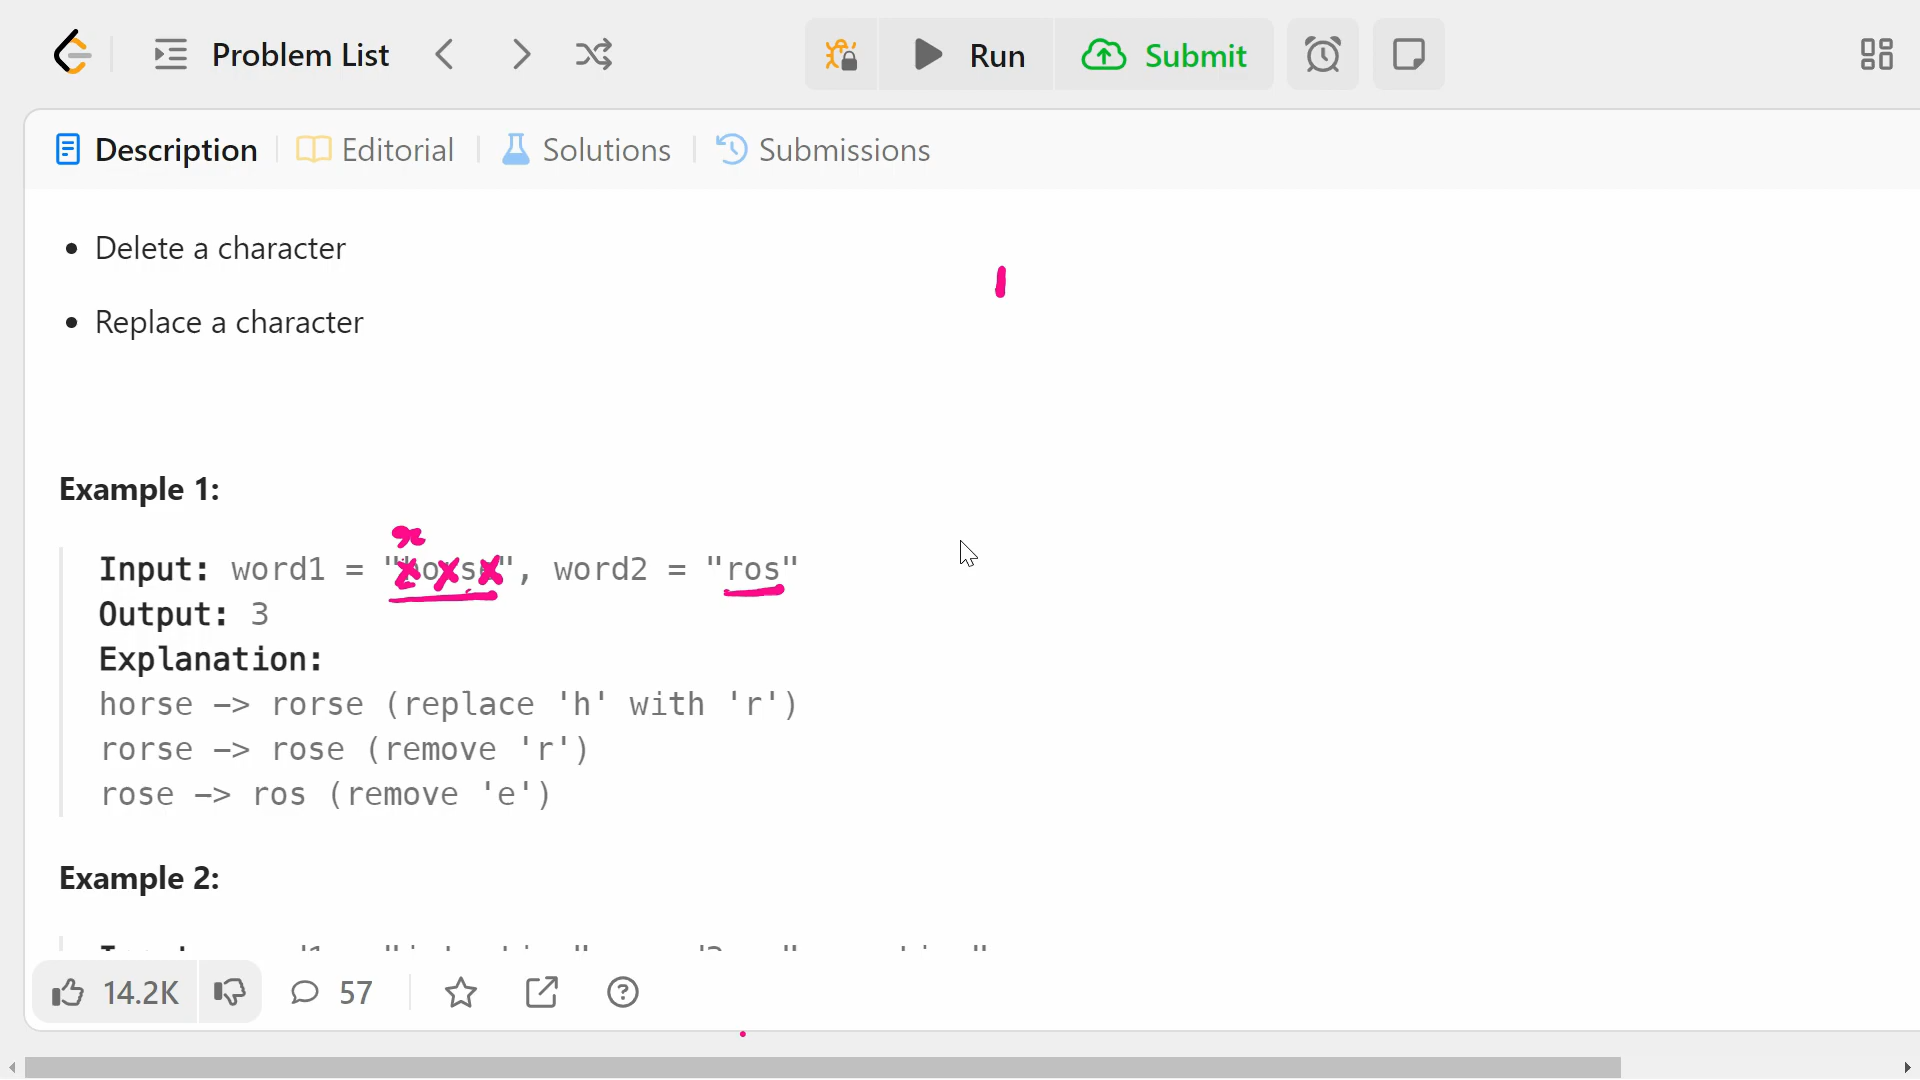 Problem List
Run
Submit
Description
Editorial
Solutions
Submissions
• Delete a character
• Replace a character
Example 1:
Input: word1 = "horse", word2 = "ros"
Output: 3
Explanation:
horse -> rorse (replace 'h' with 'r')
rorse -> rose (remove 'r')
rose -> ros (remove 'e')
Example 2:
14.2K
57